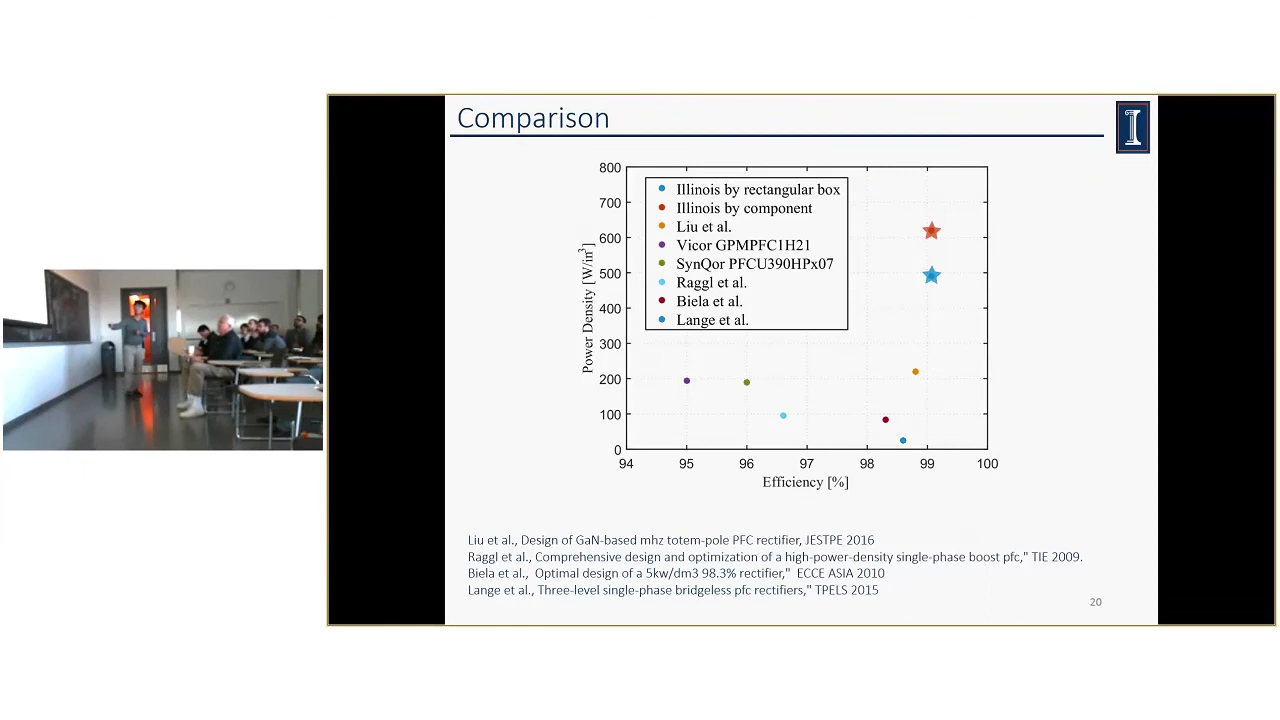 Comparison
800
700
600
500
400
300
200
100
0
Power Density [W/in³]
Illinois by rectangular box
Illinois by component
Liu et al.
Vicor GPMPFC1H21
SynQor PFCU390HPx07
Raggl et al.
Biela et al.
Lange et al.
94 95 96 97 98 99 100
Efficiency [%]
Liu et al., Design of GaN-based mhz totem-pole PFC rectifier, JESTPE 2016
Raggl et al., Comprehensive design and optimization of a high-power-density single-phase boost pfc," TIE 2009.
Biela et al.,  Optimal design of a 5kw/dm3 98.3% rectifier,"  ECCE ASIA 2010
Lange et al., Three-level single-phase bridgeless pfc rectifiers," TPELS 2015
20